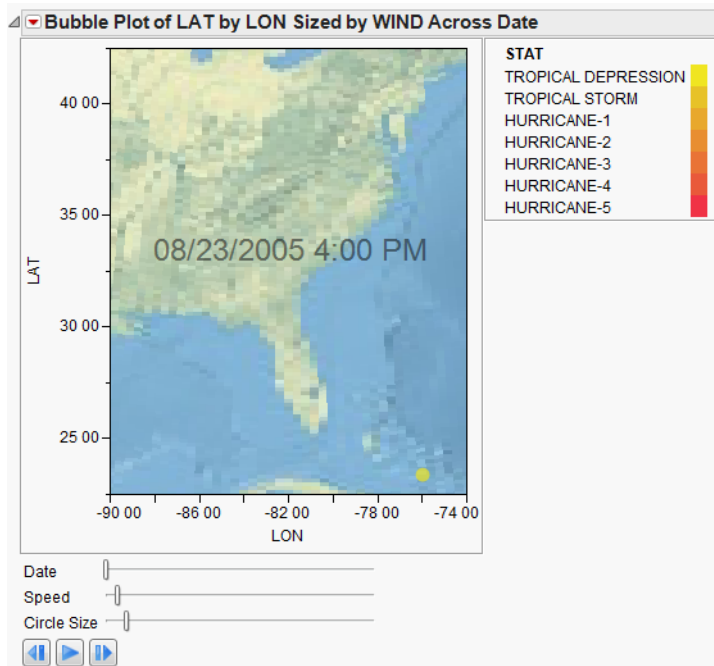 Bubble Plot of LAT by LON Sized by WIND Across Date
STAT
TROPICAL DEPRESSION
TROPICAL STORM
HURRICANE-1
HURRICANE-2
HURRICANE-3
HURRICANE-4
HURRICANE-5
40 00
35 00
08/23/2005 4:00 PM
LAT
30 00
25 00
-90 00 -86 00 -82 00 -78 00 -74 00
LON
Date
Speed
Circle Size